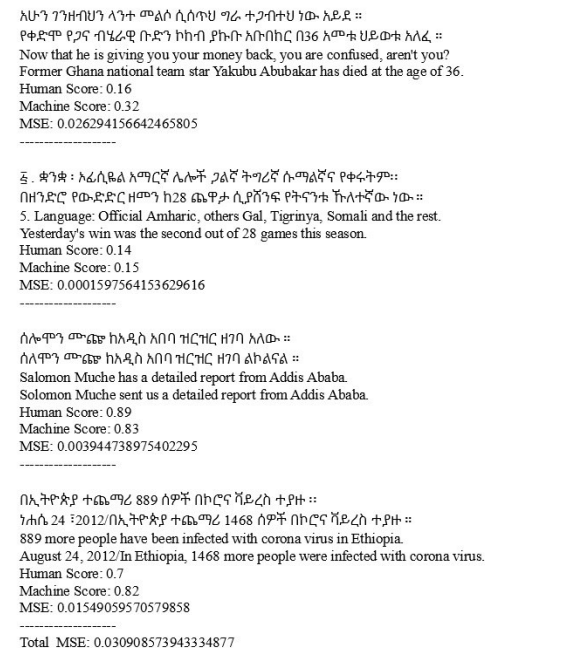 አሁን ገንዘብህን ላንተ መልሶ ሲሰጥህ ግራ ተጋብተህ ነው አይደ ።
የቀድሞ የጋና ብሄራዊ ቡድን ኮከብ ያኩቡ አቡበከር በ36 አመቱ ህይወቱ አለፈ ።
Now that he is giving you your money back, you are confused, aren't you?
Former Ghana national team star Yakubu Abubakar has died at the age of 36.
Human Score: 0.16
Machine Score: 0.32
MSE: 0.026294156642465805
--------------------
፭ . ቋንቋ ፡ ኦፊሲዬል አማርኛ ሌሎች ጋልኛ ትግሪኛ ሱማልኛና የቀሩትም፡፡
በዘንድሮ የውድድር ዘመን ከ28 ጨዋታ ሲያሸንፍ የትናንቱ ኹለተኛው ነው ።
5. Language: Official Amharic, others Gal, Tigrinya, Somali and the rest.
Yesterday's win was the second out of 28 games this season.
Human Score: 0.14
Machine Score: 0.15
MSE: 0.0001597564153629616
--------------------
ሰሎሞን ሙጬ ከአዲስ አበባ ዝርዝር ዘገባ አለው ።
ሰለሞን ሙጬ ከአዲስ አበባ ዝርዝር ዘገባ ልኮልናል ።
Salomon Muche has a detailed report from Addis Ababa.
Solomon Muche sent us a detailed report from Addis Ababa.
Human Score: 0.89
Machine Score: 0.83
MSE: 0.003944738975402295
--------------------
በኢትዮጵያ ተጨማሪ 889 ሰዎች በኮሮና ቫይረስ ተያዙ ፡፡
ነሐሴ 24 ፣2012/በኢትዮጵያ ተጨማሪ 1468 ሰዎች በኮሮና ቫይረስ ተያዙ ።
889 more people have been infected with corona virus in Ethiopia.
August 24, 2012/In Ethiopia, 1468 more people were infected with corona virus.
Human Score: 0.7
Machine Score: 0.82
MSE: 0.01549059570579858
--------------------
Total  MSE: 0.030908573943334877